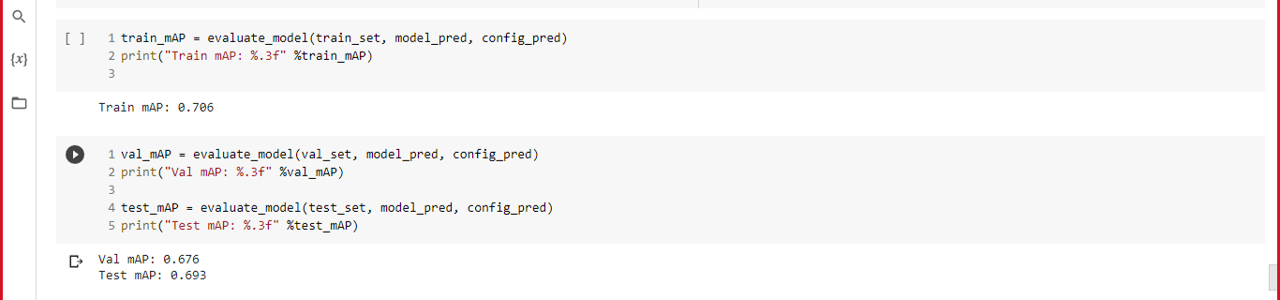 {x}
[ ]
1 train_mAP = evaluate_model(train_set, model_pred, config_pred)
2 print("Train mAP: %.3f" %train_mAP)
3
Train mAP: 0.706
1 val_mAP = evaluate_model(val_set, model_pred, config_pred)
2 print("Val mAP: %.3f" %val_mAP)
3
4 test_mAP = evaluate_model(test_set, model_pred, config_pred)
5 print("Test mAP: %.3f" %test_mAP)
Val mAP: 0.676
Test mAP: 0.693